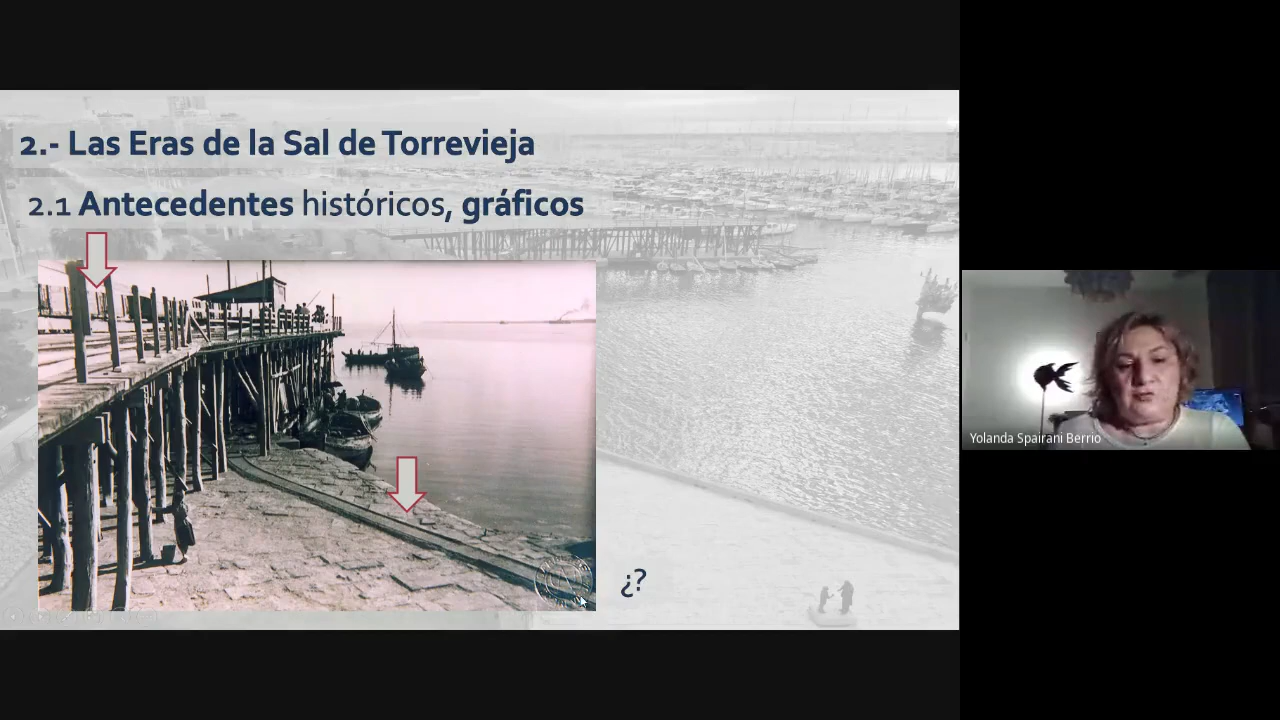 2.- Las Eras de la Sal de Torrevieja
2.1 Antecedentes históricos, gráficos
¿?
Yolanda Spairani Berrio